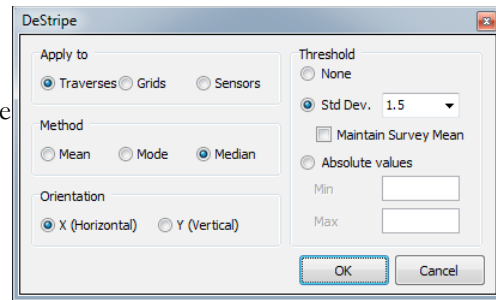 DeStripe
Apply to
Traverses Grids Sensors
e
Method
Mean Mode Median
Orientation
X (Horizontal) Y (Vertical)
Threshold
None
Std Dev. 1.5
Maintain Survey Mean
Absolute values
Min
Max
OK Cancel